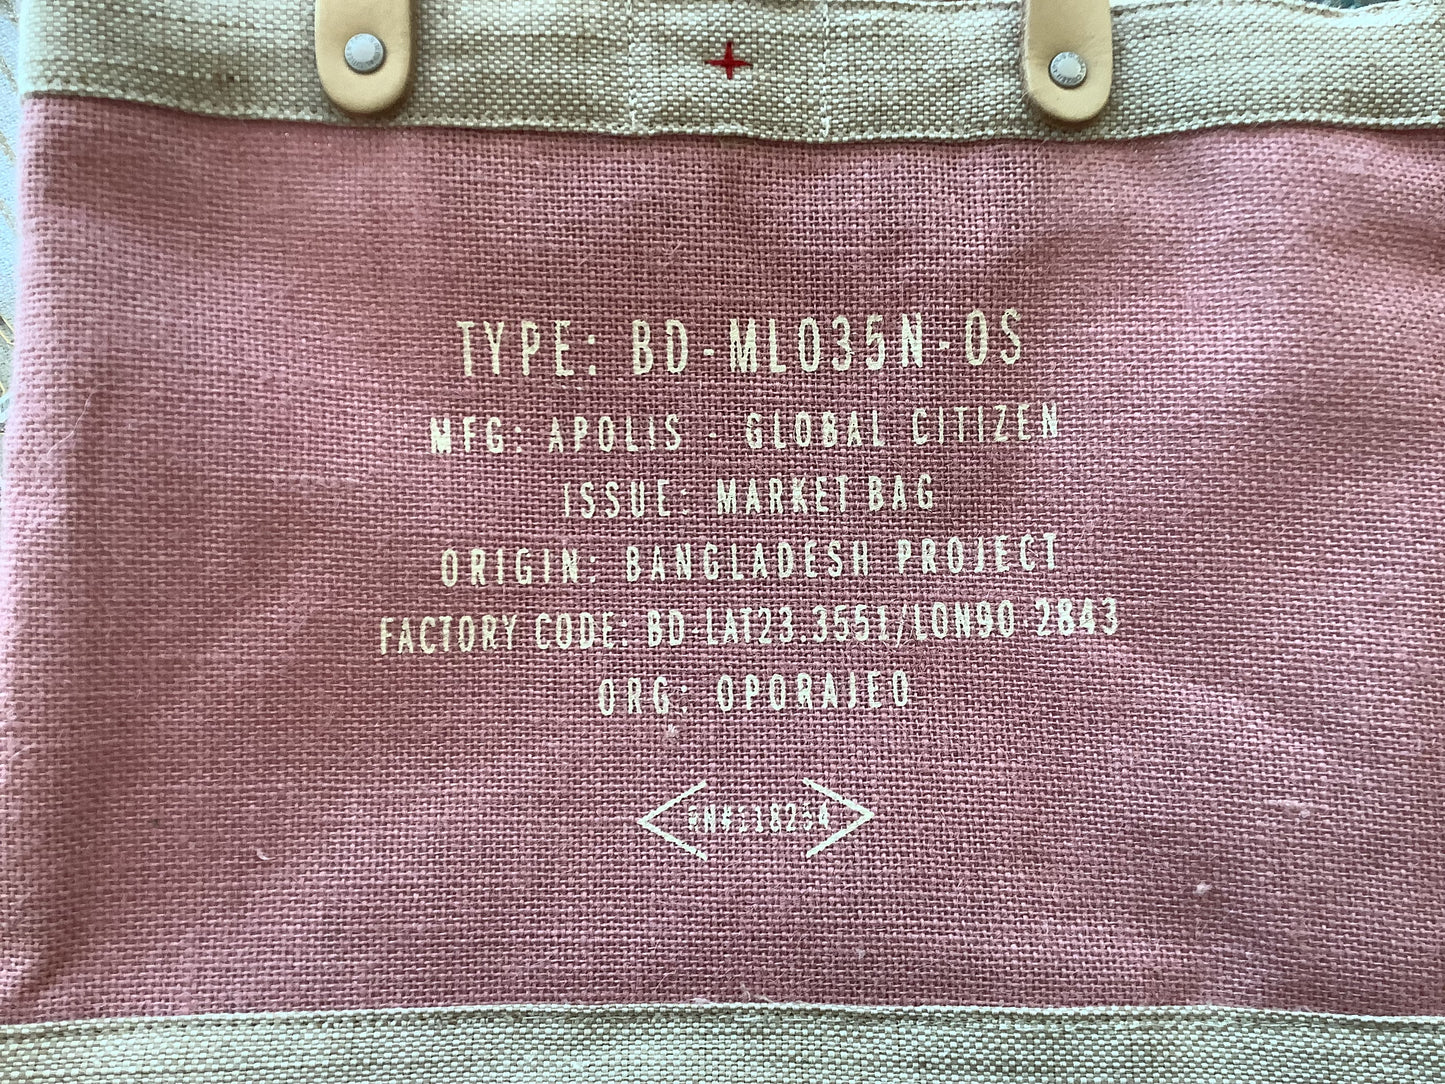 TYPE: BD-ML035N-OS
MFG: APOLIS - GLOBAL CITIZEN
ISSUE: MARKET BAG
ORIGIN: BANGLADESH PROJECT
FACTORY CODE: BD-LAT23.3551/LON90-2843
ORG: OPORAJEO